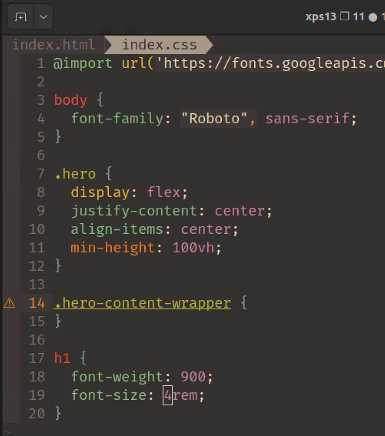 xps13 11 1
index.html index.css
1 @import url('https://fonts.googleapis.c
2
3 body {
4 font-family: "Roboto", sans-serif;
5 }
6
7 .hero {
8 display: flex;
9 justify-content: center;
10 align-items: center;
11 min-height: 100vh;
12 }
13
14 .hero-content-wrapper {
15 }
16
17 h1 {
18 font-weight: 900;
19 font-size: 4rem;
20 }
~